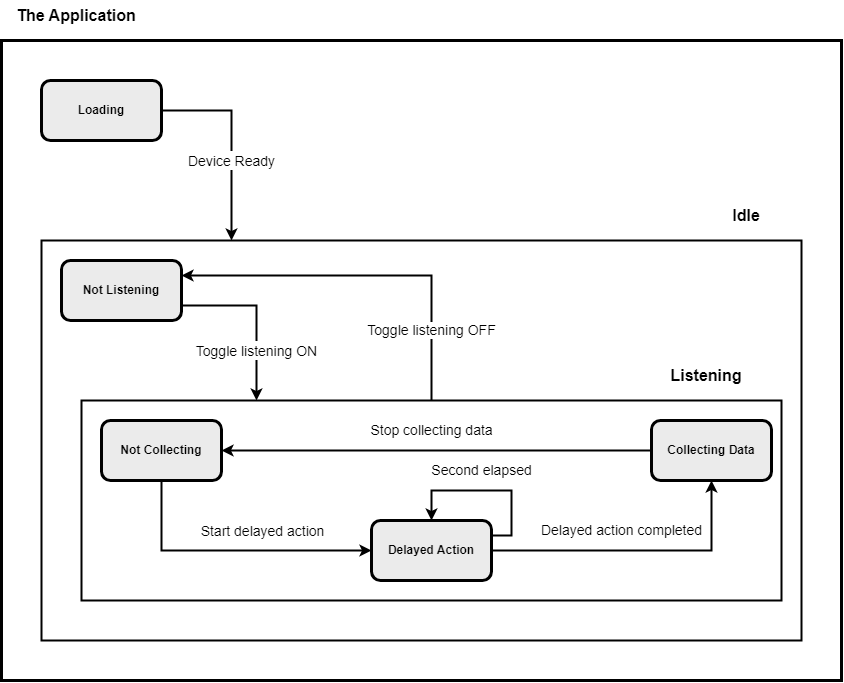 The Application
Loading
Device Ready
Idle
Not Listening
Toggle listening OFF
Toggle listening ON
Listening
Stop collecting data
Not Collecting
Collecting Data
Second elapsed
Start delayed action
Delayed action completed
Delayed Action